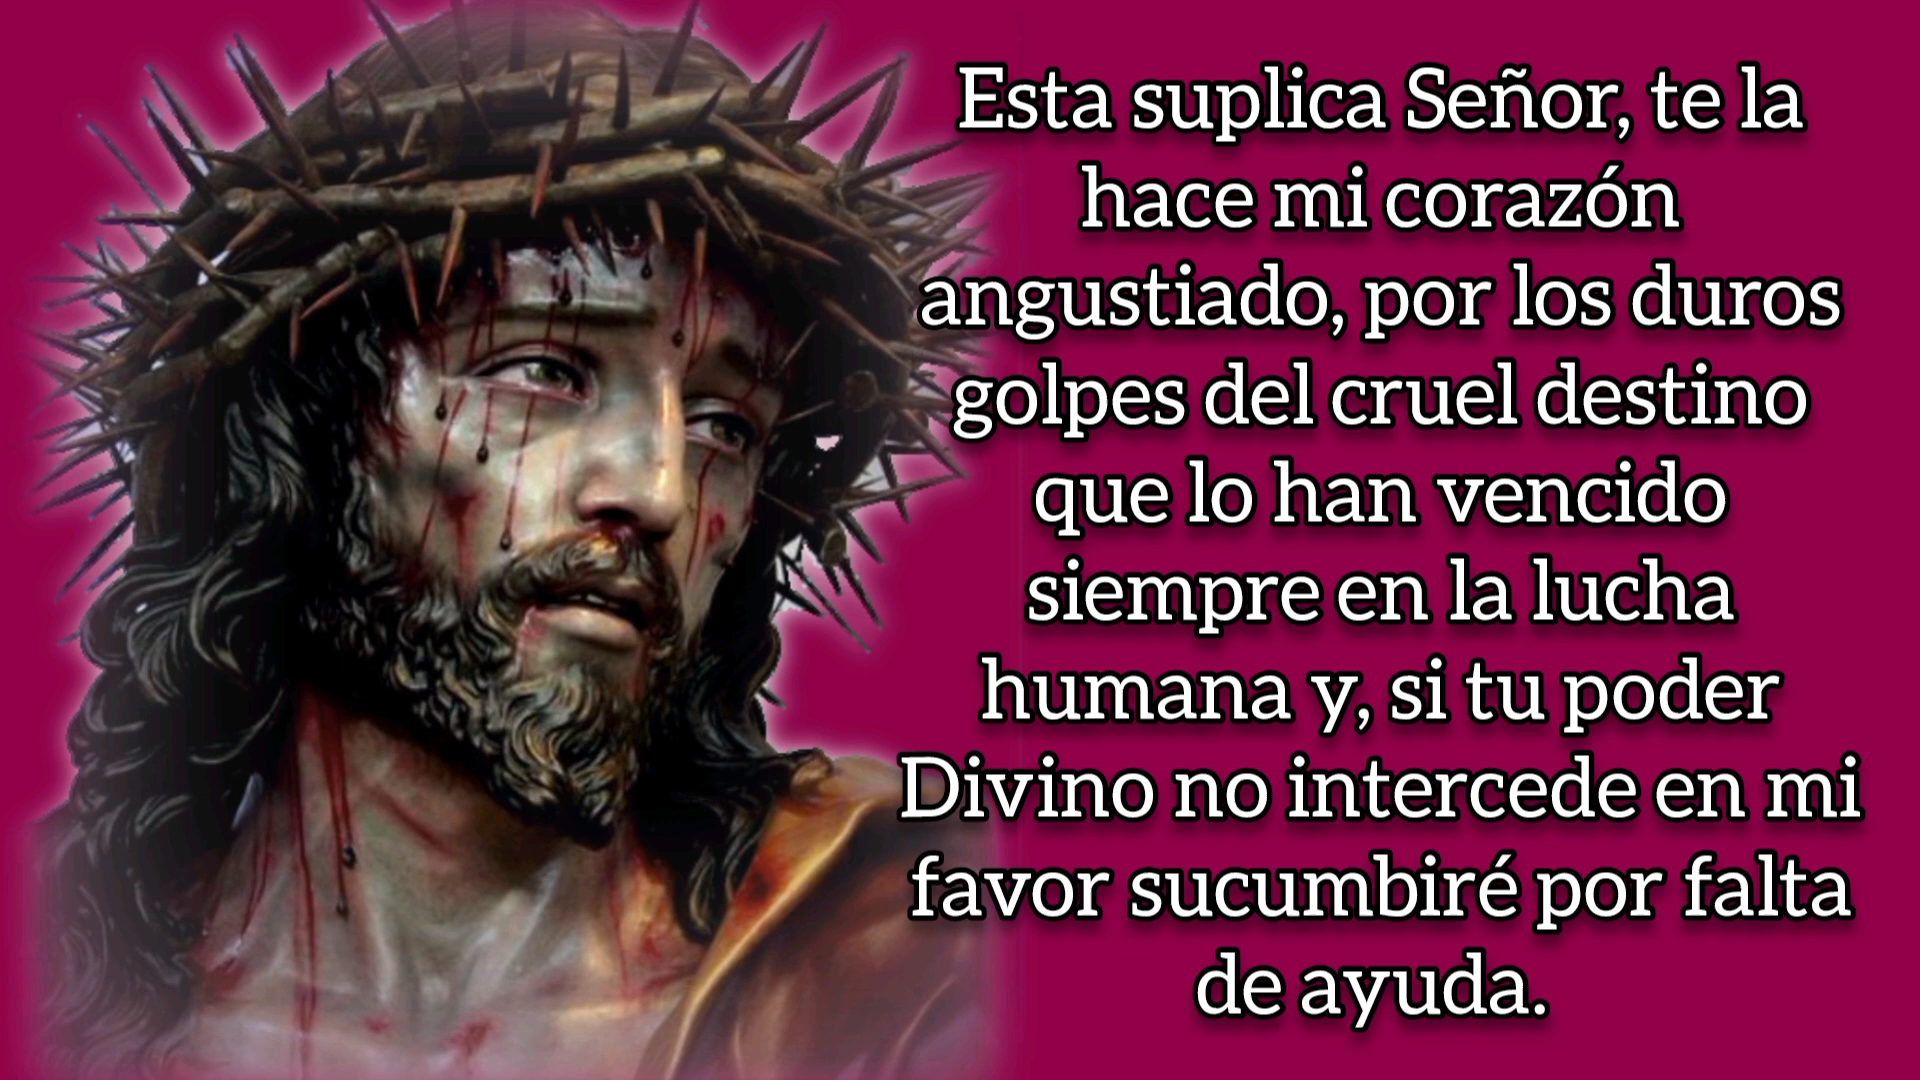 Esta suplica Señor, te la
hace mi corazón
angustiado, por los duros
golpes del cruel destino
que lo han vencido
siempre en la lucha
humana y, si tu poder
Divino no intercede en mi
favor sucumbiré por falta
de ayuda.